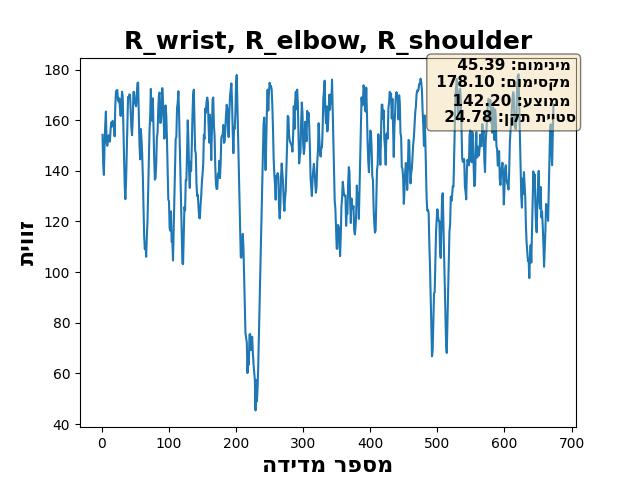 R_wrist, R_elbow, R_shoulder
מינימום: 45.39
מקסימום: 178.10
ממוצע: 142.20
סטיית תקן: 24.78
זווית
180
160
140
120
100
80
60
40
0 100 200 300 400 500 600 700
מספר מדידה